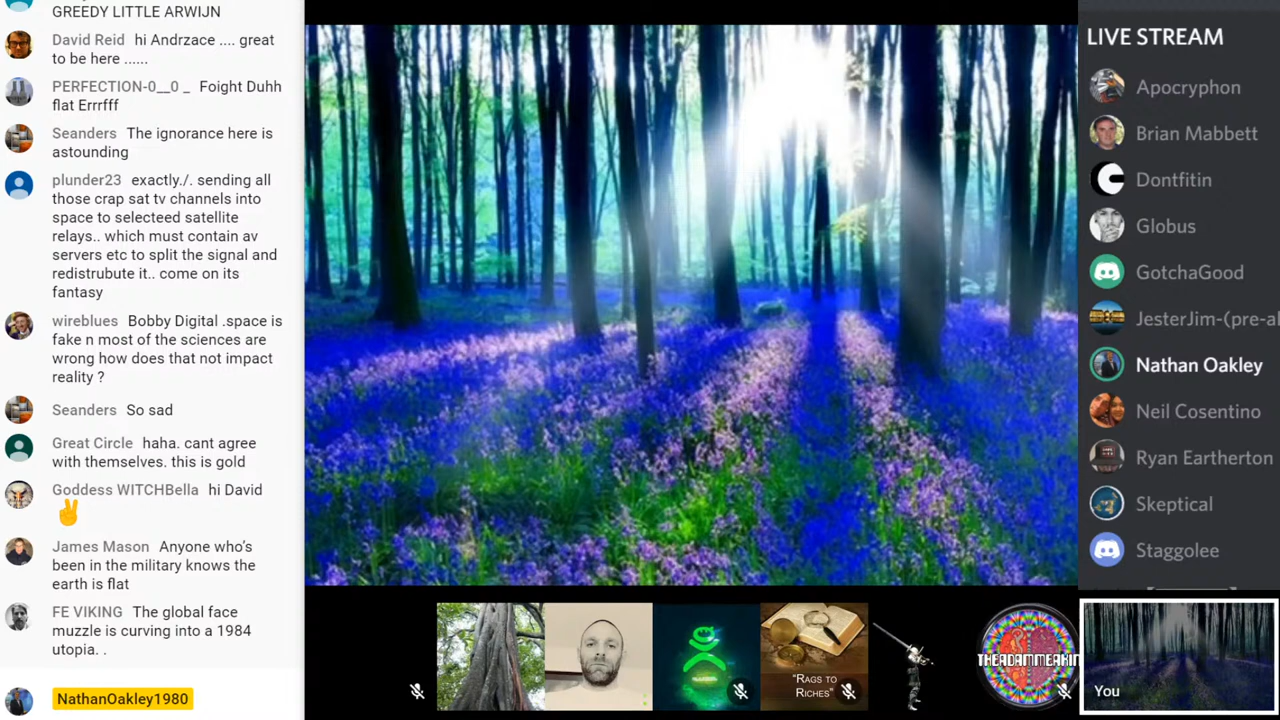 GREEDY LITTLE ARWIJN
David Reid hi Andrzace .... great
to be here ......
PERFECTION-0__0 _ Foight Duhh
flat Errrfff
Seanders The ignorance here is
astounding
plunder23 exactly./. sending all
those crap sat tv channels into
space to selecteed satellite
relays.. which must contain av
servers etc to split the signal and
redistrubute it.. come on its
fantasy
wireblues Bobby Digital .space is
fake n most of the sciences are
wrong how does that not impact
reality ?
Seanders So sad
Great Circle haha. cant agree
with themselves. this is gold
Goddess WITCHBella hi David
✌
James Mason Anyone who's
been in the military knows the
earth is flat
FE VIKING The global face
muzzle is curving into a 1984
utopia. .
NathanOakley1980
"RAGS TO
RICHES"
THEADAMMEAKIN
LIVE STREAM
Apocryphon
Brian Mabbett
Dontfitin
Globus
GotchaGood
JesterJim-(pre-al
Nathan Oakley
Neil Cosentino
Ryan Eartherton
Skeptical
Staggolee
You